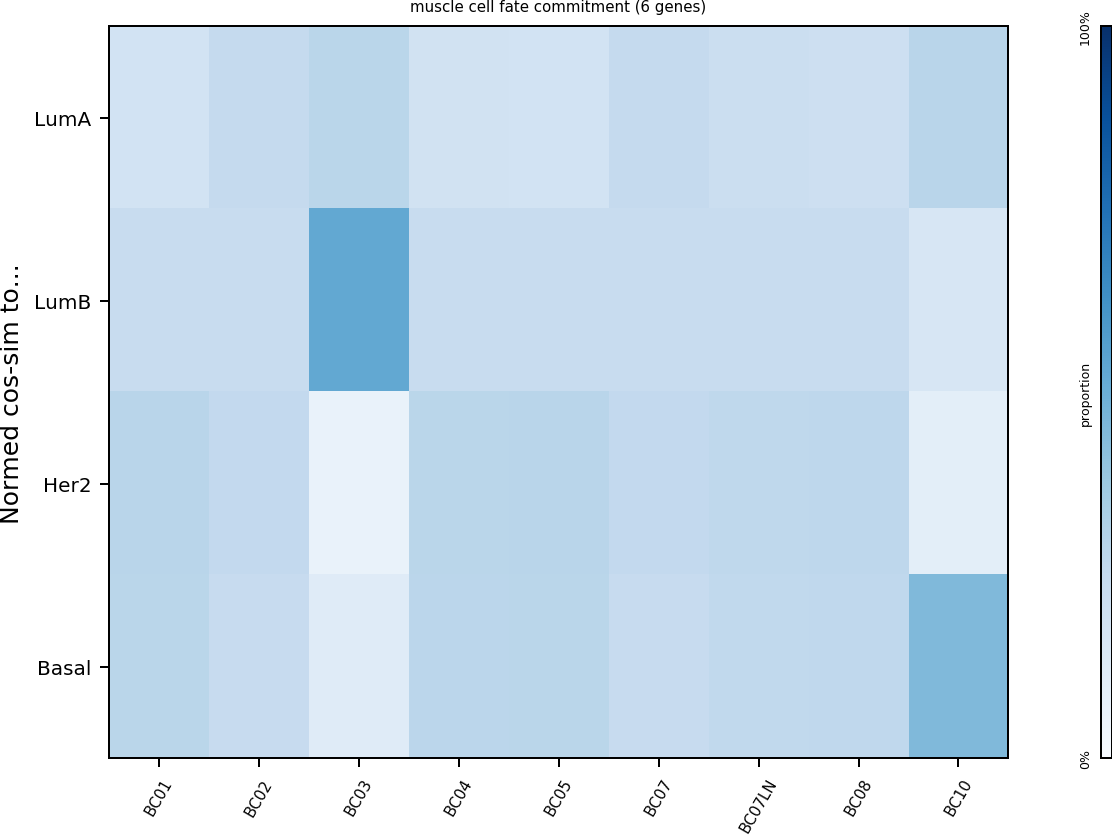 muscle cell fate commitment (6 genes)
Normed cos-sim to...
LumA
LumB
Her2
Basal
BC01
BC02
BC03
BC04
BC05
BC07
BC07LN
BC08
BC10
100%
proportion
0%